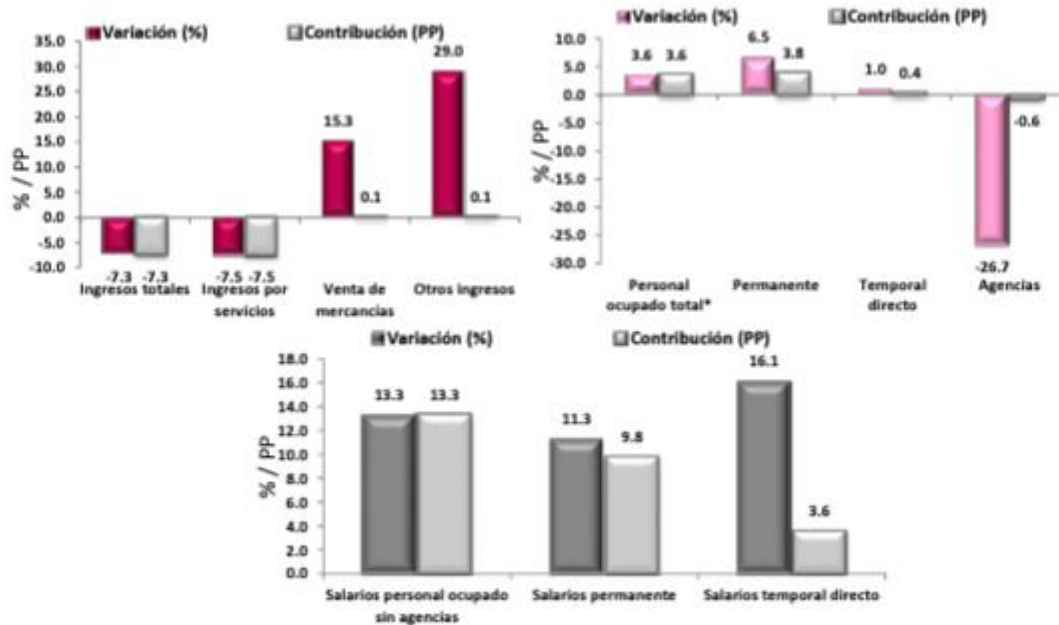 Variación (%) Contribución (PP)
35.0
30.0
25.0
20.0
15.0
10.0
5.0
0.0
-5.0
-10.0
% / PP
29.0
15.3
0.1
0.1
-7.3 -7.3
-7.5 -7.5
Ingresos totales
Ingresos por
servicios
Venta de
mercancías
Otros ingresos
Variación (%) Contribución (PP)
10.0
5.0
0.0
-5.0
-10.0
-15.0
-20.0
-25.0
-30.0
% / PP
3.6 3.6
6.5
3.8
1.0
0.4
-0.6
-26.7
Personal
ocupado total*
Permanente
Temporal
directo
Agencias
Variación (%) Contribución (PP)
18.0
16.0
14.0
12.0
10.0
8.0
6.0
4.0
2.0
0.0
% / PP
13.3 13.3
11.3
9.8
16.1
3.6
Salarios personal ocupado
sin agencias
Salarios permanente
Salarios temporal directo